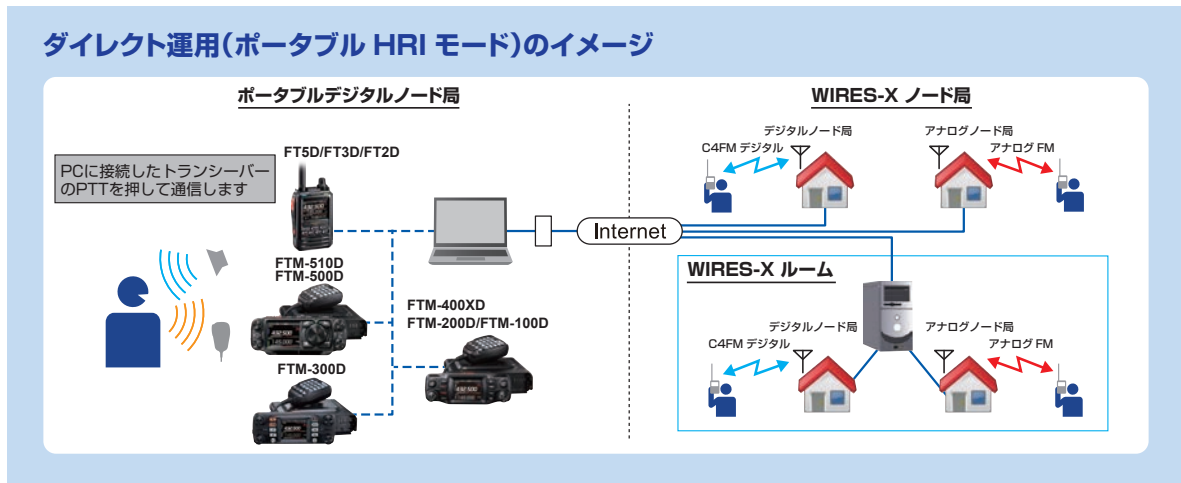 ダイレクト運用(ポータブル HRI モード)のイメージ
ポータブルデジタルノード局
PCに接続したトランシーバー
のPTTを押して通信します
FT5D/FT3D/FT2D
FTM-510D
FTM-500D
FTM-400XD
FTM-200D/FTM-100D
FTM-300D
Internet
WIRES-X ノード局
デジタルノード局
C4FM デジタル
アナログノード局
アナログ FM
WIRES-X ルーム
デジタルノード局
C4FM デジタル
アナログノード局
アナログ FM